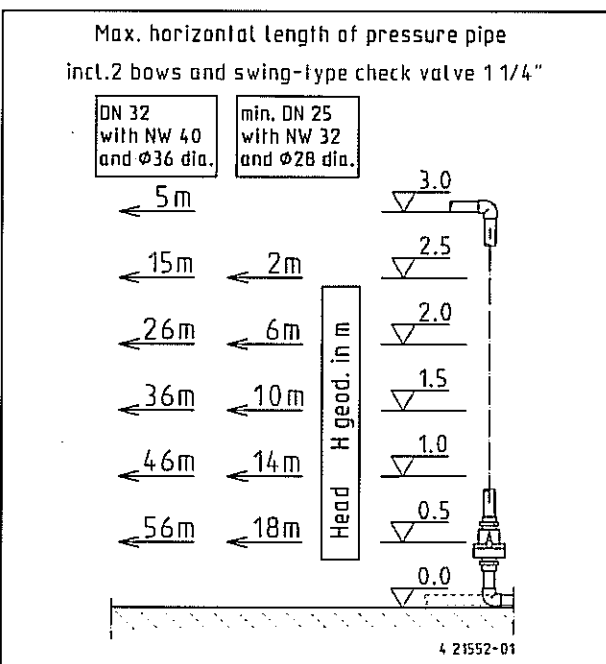 Max. horizontal length of pressure pipe
incl.2 bows and swing-type check valve 1 1/4"
DN 32
with NW 40
and Φ36 dia.
min. DN 25
with NW 32
and Φ28 dia.
5m 3.0
15m 2m 2.5
26m 6m 2.0
36m 10m 1.5
46m 14m 1.0
56m 18m 0.5
Head H geod. in m
0.0
4 21552-01